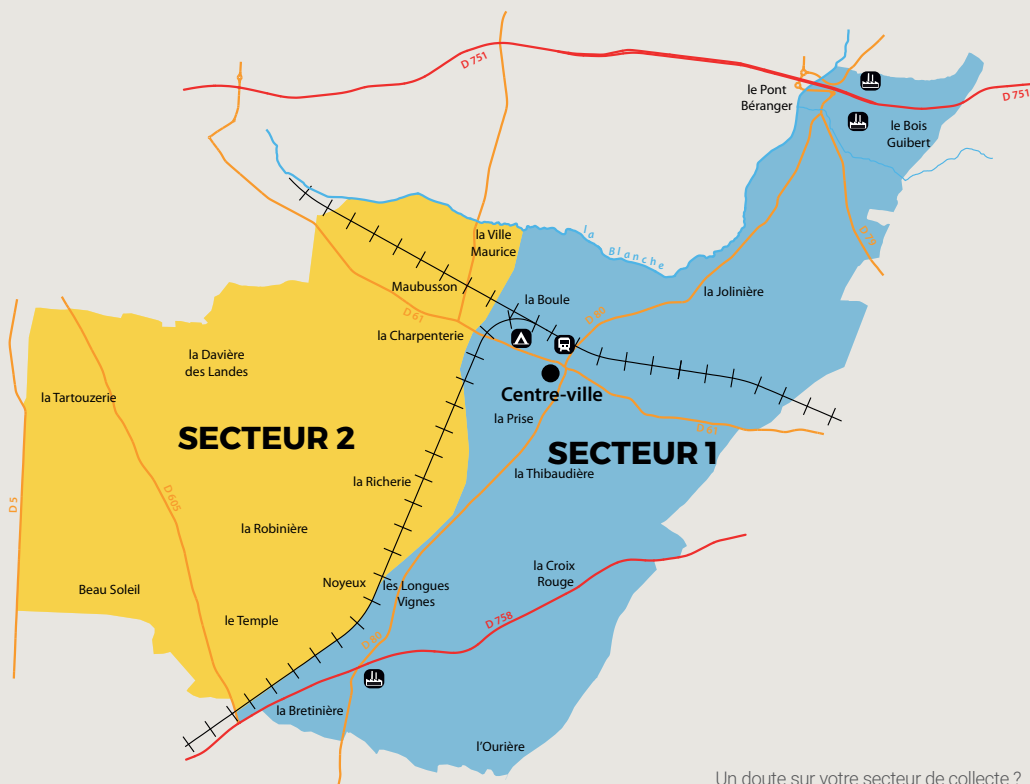 D 751
le Pont
Béranger
D 751
le Bois
Guibert
la Ville
Maurice
la
Blanche
D 79
Maubusson
la Boule
la Jolinière
D 61
la Charpenterie
la Davière
des Landes
Centre-ville
la Tartouzerie
la Prise
SECTEUR 2
SECTEUR 1
la Thibaudière
la Richerie
D 5
D 605
la Robinière
la Croix
Rouge
Noyeux
les Longues
Vignes
Beau Soleil
le Temple
D 758
la Bretinière
l'Ourière
Un doute sur votre secteur de collecte ?